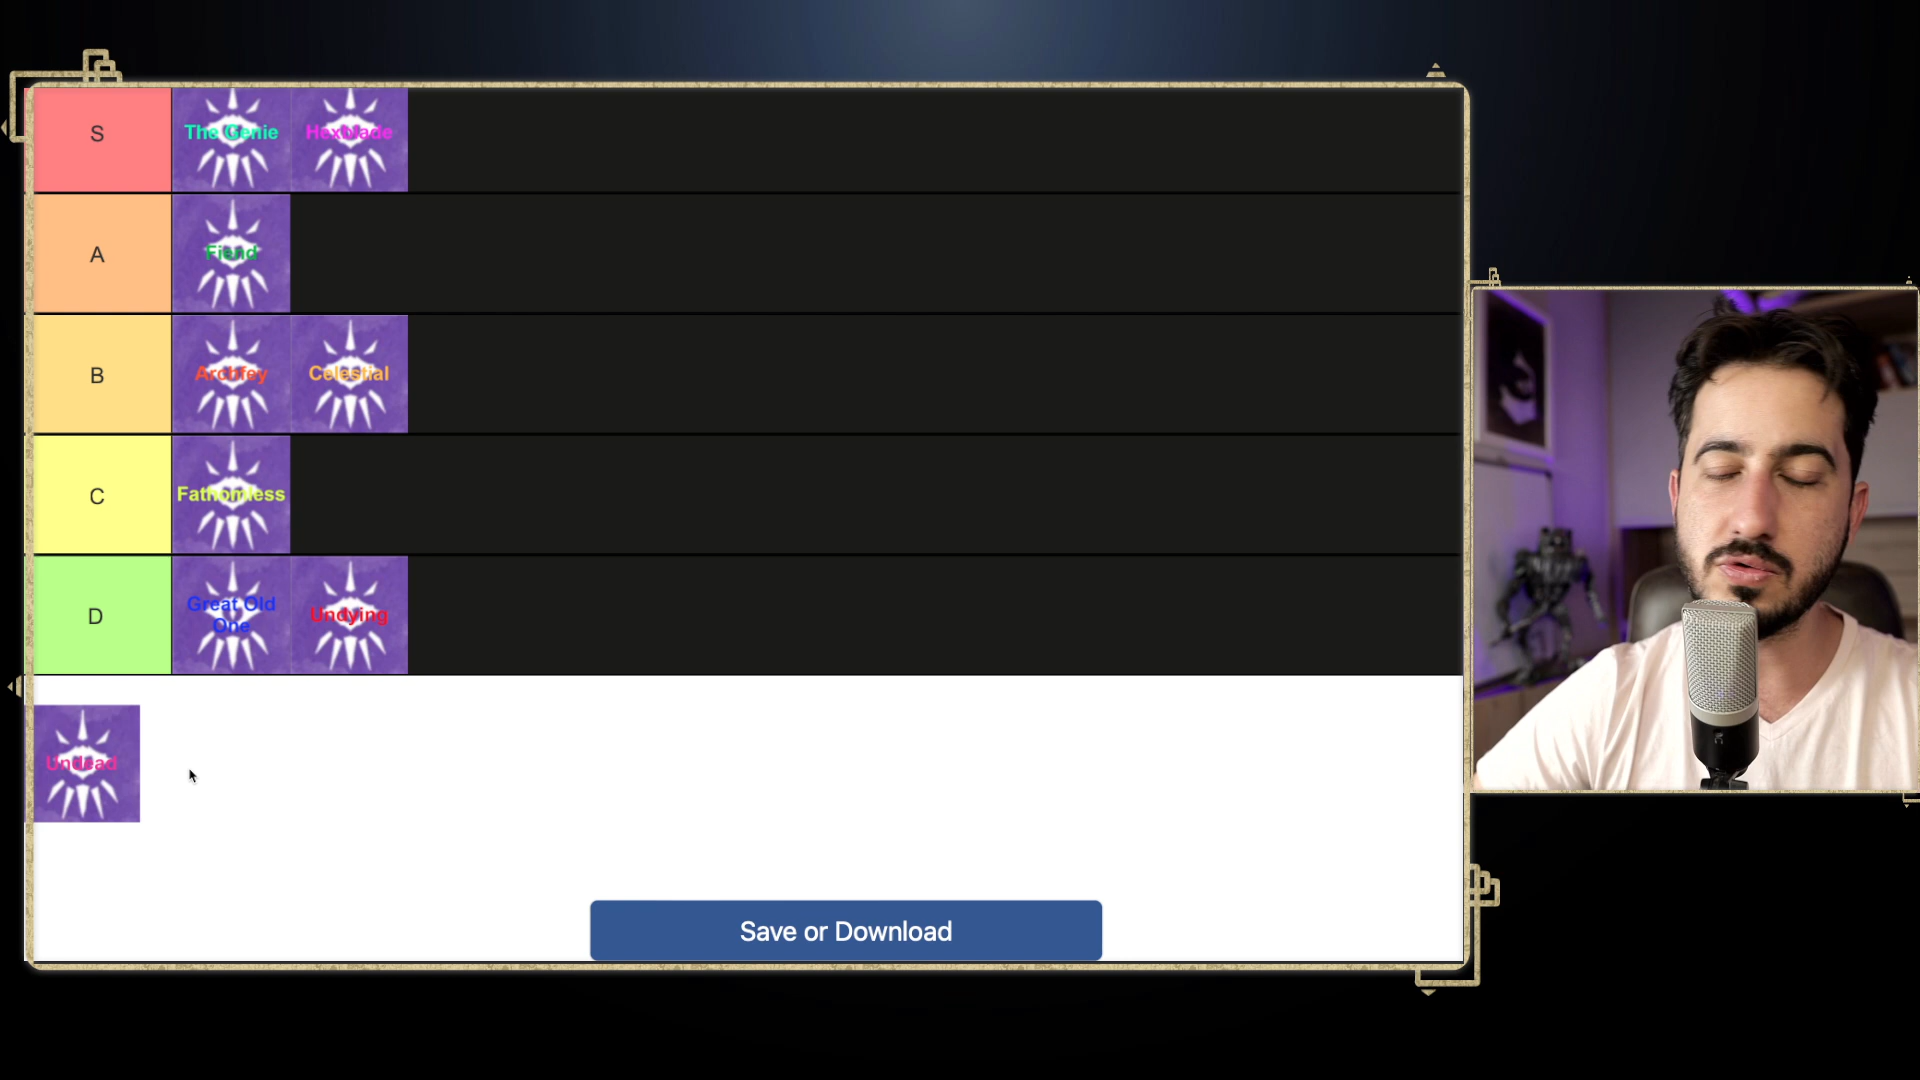 S
The Genie
Hexblade
A
Fiend
B
Archfey
Celestial
C
Fathomless
D
Great Old
One
Undying
Undead
Save or Download